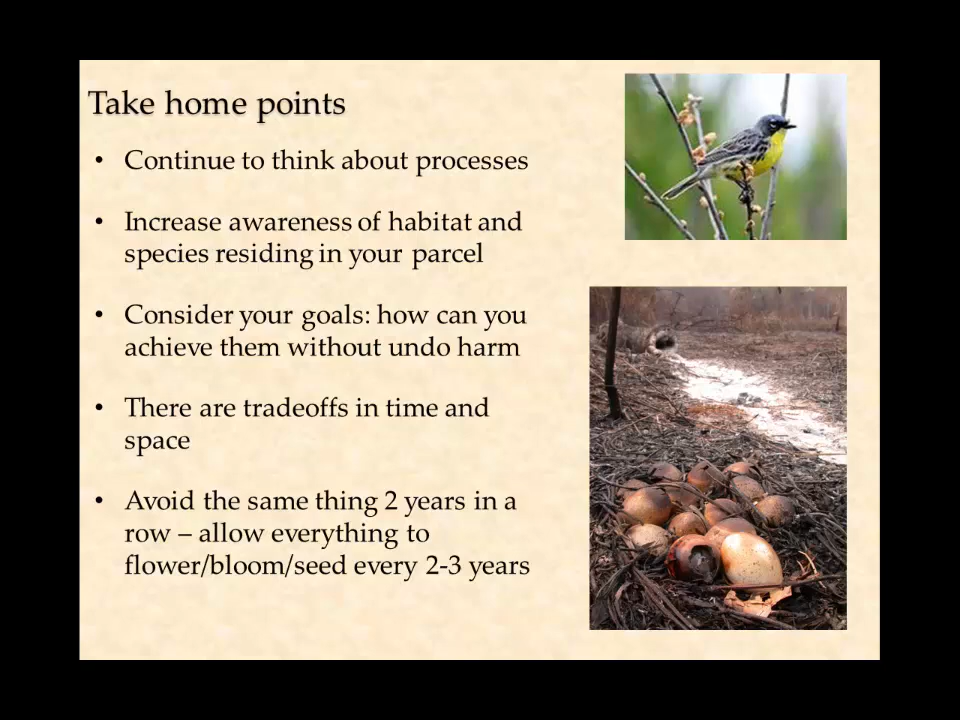 Take home points
• Continue to think about processes
• Increase awareness of habitat and
species residing in your parcel
• Consider your goals: how can you
achieve them without undo harm
• There are tradeoffs in time and
space
• Avoid the same thing 2 years in a
row – allow everything to
flower/bloom/seed every 2-3 years